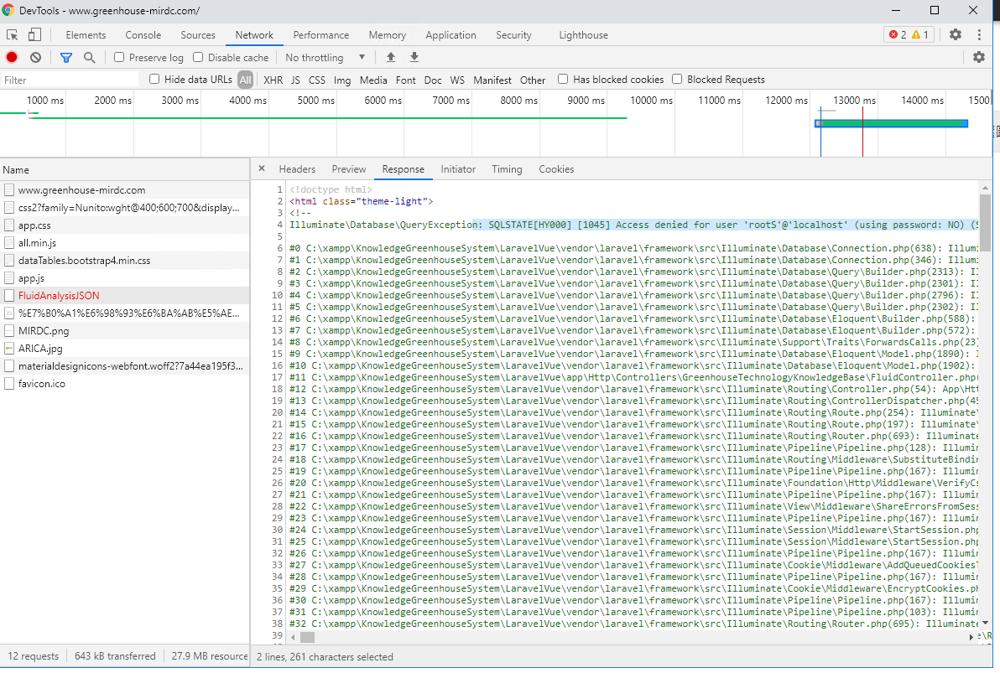 DevTools - www.greenhouse-mirdc.com/
Elements Console Sources Network Performance Memory Application Security Lighthouse 2 1
Preserve log Disable cache No throttling
Filter Hide data URLs All XHR JS CSS Img Media Font Doc WS Manifest Other Has blocked cookies Blocked Requests
1000 ms 2000 ms 3000 ms 4000 ms 5000 ms 6000 ms 7000 ms 8000 ms 9000 ms 10000 ms 11000 ms 12000 ms 13000 ms 14000 ms 1500
Name
www.greenhouse-mirdc.com
css2?family=Nunito:wght@400;600;700&display...
app.css
all.min.js
dataTables.bootstrap4.min.css
app.js
FluidAnalysisJSON
%E7%B0%A1%E6%98%93%E6%BA%AB%E5%AE...
MIRDC.png
ARICA.jpg
materialdesignicons-webfont.woff2?7a44ea195f3...
favicon.ico
12 requests 643 kB transferred 27.9 MB resource
× Headers Preview Response Initiator Timing Cookies
1 <!doctype html>
2 <html class="theme-light">
3 <!--
4 Illuminate\Database\QueryException: SQLSTATE[HY000] [1045] Access denied for user 'rootS'@'localhost' (using password: NO) (S
5
6 #0 C:\xampp\KnowledgeGreenhouseSystem\LaravelVue\vendor\laravel\framework\src\Illuminate\Database\Connection.php(638): Illumi
7 #1 C:\xampp\KnowledgeGreenhouseSystem\LaravelVue\vendor\laravel\framework\src\Illuminate\Database\Connection.php(346): Illumi
8 #2 C:\xampp\KnowledgeGreenhouseSystem\LaravelVue\vendor\laravel\framework\src\Illuminate\Database\Query\Builder.php(2313): Il
9 #3 C:\xampp\KnowledgeGreenhouseSystem\LaravelVue\vendor\laravel\framework\src\Illuminate\Database\Query\Builder.php(2301): Il
10 #4 C:\xampp\KnowledgeGreenhouseSystem\LaravelVue\vendor\laravel\framework\src\Illuminate\Database\Query\Builder.php(2796): Il
11 #5 C:\xampp\KnowledgeGreenhouseSystem\LaravelVue\vendor\laravel\framework\src\Illuminate\Database\Query\Builder.php(2302): Il
12 #6 C:\xampp\KnowledgeGreenhouseSystem\LaravelVue\vendor\laravel\framework\src\Illuminate\Database\Eloquent\Builder.php(588):
13 #7 C:\xampp\KnowledgeGreenhouseSystem\LaravelVue\vendor\laravel\framework\src\Illuminate\Database\Eloquent\Builder.php(572):
14 #8 C:\xampp\KnowledgeGreenhouseSystem\LaravelVue\vendor\laravel\framework\src\Illuminate\Support\Traits\ForwardsCalls.php(23)
15 #9 C:\xampp\KnowledgeGreenhouseSystem\LaravelVue\vendor\laravel\framework\src\Illuminate\Database\Eloquent\Model.php(1890): I
16 #10 C:\xampp\KnowledgeGreenhouseSystem\LaravelVue\vendor\laravel\framework\src\Illuminate\Database\Eloquent\Model.php(1902):
17 #11 C:\xampp\KnowledgeGreenhouseSystem\LaravelVue\app\Http\Controllers\GreenhouseTechnologyKnowledgeBase\FluidController.php(
18 #12 C:\xampp\KnowledgeGreenhouseSystem\LaravelVue\vendor\laravel\framework\src\Illuminate\Routing\Controller.php(54): App\Htt
19 #13 C:\xampp\KnowledgeGreenhouseSystem\LaravelVue\vendor\laravel\framework\src\Illuminate\Routing\ControllerDispatcher.php(45
20 #14 C:\xampp\KnowledgeGreenhouseSystem\LaravelVue\vendor\laravel\framework\src\Illuminate\Routing\Route.php(254): Illuminate\
21 #15 C:\xampp\KnowledgeGreenhouseSystem\LaravelVue\vendor\laravel\framework\src\Illuminate\Routing\Route.php(197): Illuminate\
22 #16 C:\xampp\KnowledgeGreenhouseSystem\LaravelVue\vendor\laravel\framework\src\Illuminate\Routing\Router.php(693): Illuminate
23 #17 C:\xampp\KnowledgeGreenhouseSystem\LaravelVue\vendor\laravel\framework\src\Illuminate\Pipeline\Pipeline.php(128): Illumin
24 #18 C:\xampp\KnowledgeGreenhouseSystem\LaravelVue\vendor\laravel\framework\src\Illuminate\Routing\Middleware\SubstituteBindin
25 #19 C:\xampp\KnowledgeGreenhouseSystem\LaravelVue\vendor\laravel\framework\src\Illuminate\Pipeline\Pipeline.php(167): Illumin
26 #20 C:\xampp\KnowledgeGreenhouseSystem\LaravelVue\vendor\laravel\framework\src\Illuminate\Foundation\Http\Middleware\VerifyCs
27 #21 C:\xampp\KnowledgeGreenhouseSystem\LaravelVue\vendor\laravel\framework\src\Illuminate\Pipeline\Pipeline.php(167): Illumin
28 #22 C:\xampp\KnowledgeGreenhouseSystem\LaravelVue\vendor\laravel\framework\src\Illuminate\View\Middleware\ShareErrorsFromSess
29 #23 C:\xampp\KnowledgeGreenhouseSystem\LaravelVue\vendor\laravel\framework\src\Illuminate\Pipeline\Pipeline.php(167): Illumin
30 #24 C:\xampp\KnowledgeGreenhouseSystem\LaravelVue\vendor\laravel\framework\src\Illuminate\Session\Middleware\StartSession.php
31 #25 C:\xampp\KnowledgeGreenhouseSystem\LaravelVue\vendor\laravel\framework\src\Illuminate\Session\Middleware\StartSession.php
32 #26 C:\xampp\KnowledgeGreenhouseSystem\LaravelVue\vendor\laravel\framework\src\Illuminate\Pipeline\Pipeline.php(167): Illumin
33 #27 C:\xampp\KnowledgeGreenhouseSystem\LaravelVue\vendor\laravel\framework\src\Illuminate\Cookie\Middleware\AddQueuedCookiesT
34 #28 C:\xampp\KnowledgeGreenhouseSystem\LaravelVue\vendor\laravel\framework\src\Illuminate\Pipeline\Pipeline.php(167): Illumin
35 #29 C:\xampp\KnowledgeGreenhouseSystem\LaravelVue\vendor\laravel\framework\src\Illuminate\Cookie\Middleware\EncryptCookies.ph
36 #30 C:\xampp\KnowledgeGreenhouseSystem\LaravelVue\vendor\laravel\framework\src\Illuminate\Pipeline\Pipeline.php(167): Illumin
37 #31 C:\xampp\KnowledgeGreenhouseSystem\LaravelVue\vendor\laravel\framework\src\Illuminate\Pipeline\Pipeline.php(103): Illumin
38 #32 C:\xampp\KnowledgeGreenhouseSystem\LaravelVue\vendor\laravel\framework\src\Illuminate\Routing\Router.php(695): Illuminate
39
2 lines, 261 characters selected